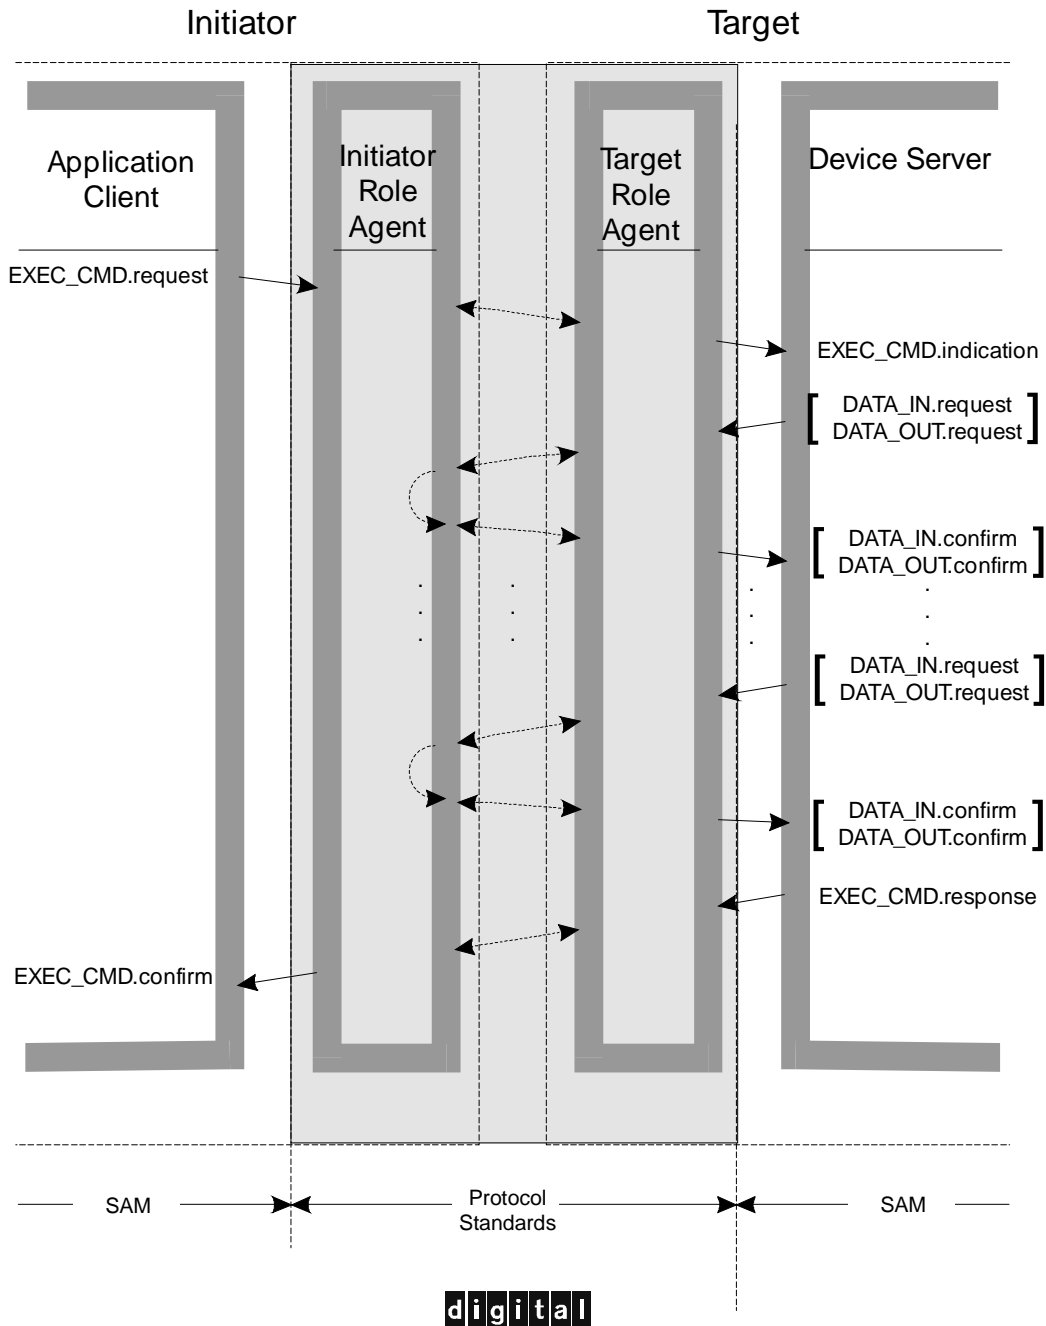 Initiator
Target
Application
Client
Initiator
Role
Agent
Target
Role
Agent
Device Server
EXEC_CMD.request
EXEC_CMD.indication
DATA_IN.request
DATA_OUT.request
DATA_IN.confirm
DATA_OUT.confirm
DATA_IN.request
DATA_OUT.request
DATA_IN.confirm
DATA_OUT.confirm
EXEC_CMD.response
EXEC_CMD.confirm
SAM
Protocol
Standards
SAM
digital